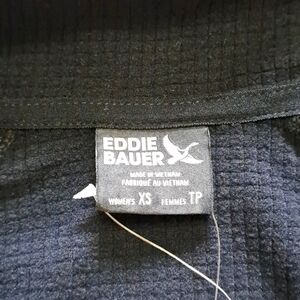 EDDIE
BAUER
MADE IN VIETNAM
FABRIQUÉ AU VIETNAM
WOMEN'S XS FEMMES TP